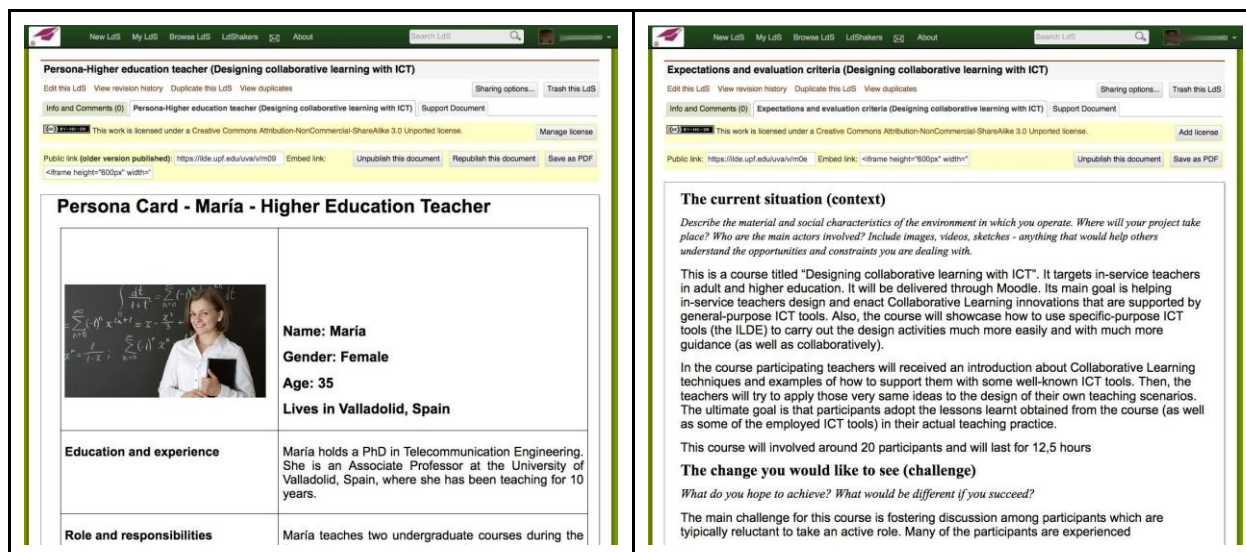 New LdS My LdS Browse LdS LdShakers About Search LdS
Persona-Higher education teacher (Designing collaborative learning with ICT)
Edit this LdS View revision history Duplicate this LdS View duplicates Sharing options... Trash this LdS
Info and Comments (0) Persona-Higher education teacher (Designing collaborative learning with ICT) Support Document
This work is licensed under a Creative Commons Attribution-NonCommercial-ShareAlike 3.0 Unported license. Manage license
Public link (older version published): https://ilde.upf.edu/uva/v/m09 Embed link: Unpublish this document Republish this document Save as PDF
<iframe height="600px" width="
Persona Card - María - Higher Education Teacher
Name: María
Gender: Female
Age: 35
Lives in Valladolid, Spain
Education and experience
María holds a PhD in Telecommunication Engineering.
She is an Associate Professor at the University of
Valladolid, Spain, where she has been teaching for 10
years.
Role and responsibilities
María teaches two undergraduate courses during the
New LdS My LdS Browse LdS LdShakers About Search LdS
Expectations and evaluation criteria (Designing collaborative learning with ICT)
Edit this LdS View revision history Duplicate this LdS View duplicates Sharing options... Trash this LdS
Info and Comments (0) Expectations and evaluation criteria (Designing collaborative learning with ICT) Support Document
This work is licensed under a Creative Commons Attribution-NonCommercial-ShareAlike 3.0 Unported license. Add license
Public link: https://ilde.upf.edu/uva/v/m0e Embed link: <iframe height="600px" width=" Unpublish this document Save as PDF
The current situation (context)
Describe the material and social characteristics of the environment in which you operate. Where will your project take
place? Who are the main actors involved? Include images, videos, sketches - anything that would help others
understand the opportunities and constraints you are dealing with.
This is a course titled “Designing collaborative learning with ICT”. It targets in-service teachers
in adult and higher education. It will be delivered through Moodle. Its main goal is helping
in-service teachers design and enact Collaborative Learning innovations that are supported by
general-purpose ICT tools. Also, the course will showcase how to use specific-purpose ICT
tools (the ILDE) to carry out the design activities much more easily and with much more
guidance (as well as collaboratively).
In the course participating teachers will received an introduction about Collaborative Learning
techniques and examples of how to support them with some well-known ICT tools. Then, the
teachers will try to apply those very same ideas to the design of their own teaching scenarios.
The ultimate goal is that participants adopt the lessons learnt obtained from the course (as well
as some of the employed ICT tools) in their actual teaching practice.
This course will involved around 20 participants and will last for 12,5 hours
The change you would like to see (challenge)
What do you hope to achieve? What would be different if you succeed?
The main challenge for this course is fostering discussion among participants which are
tyipically reluctant to take an active role. Many of the participants are experienced